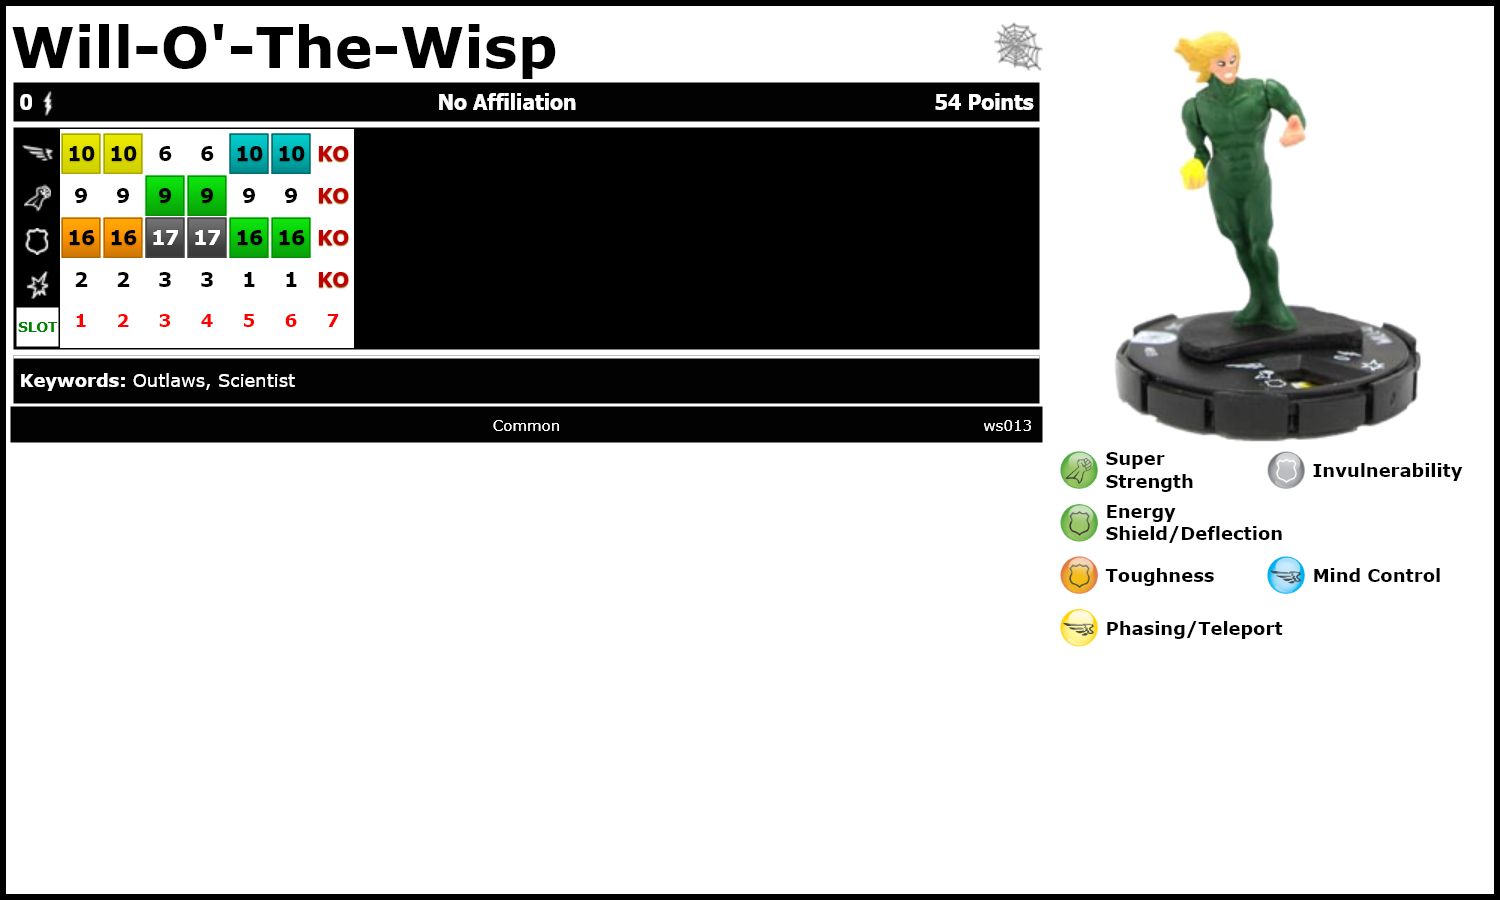 Will-O'-The-Wisp
0 No Affiliation 54 Points
10 10 6 6 10 10 KO
9 9 9 9 9 9 KO
16 16 17 17 16 16 KO
2 2 3 3 1 1 KO
SLOT 1 2 3 4 5 6 7
Keywords: Outlaws, Scientist
Common ws013
Super
Strength
Invulnerability
Energy
Shield/Deflection
Toughness
Mind Control
Phasing/Teleport